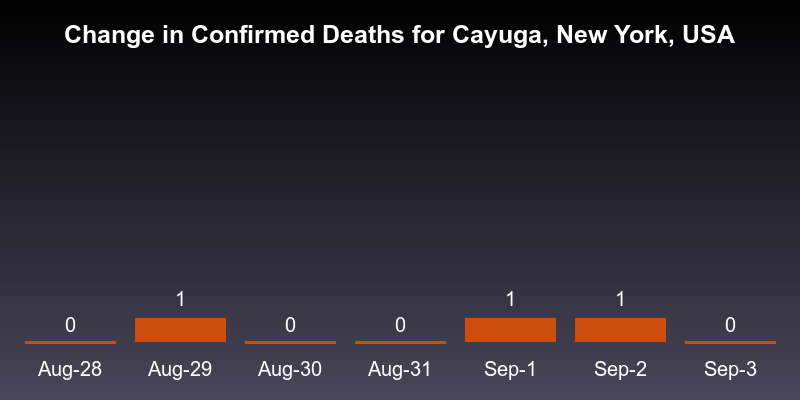 Change in Confirmed Deaths for Cayuga, New York, USA
0 1 0 0 1 1 0
Aug-28 Aug-29 Aug-30 Aug-31 Sep-1 Sep-2 Sep-3